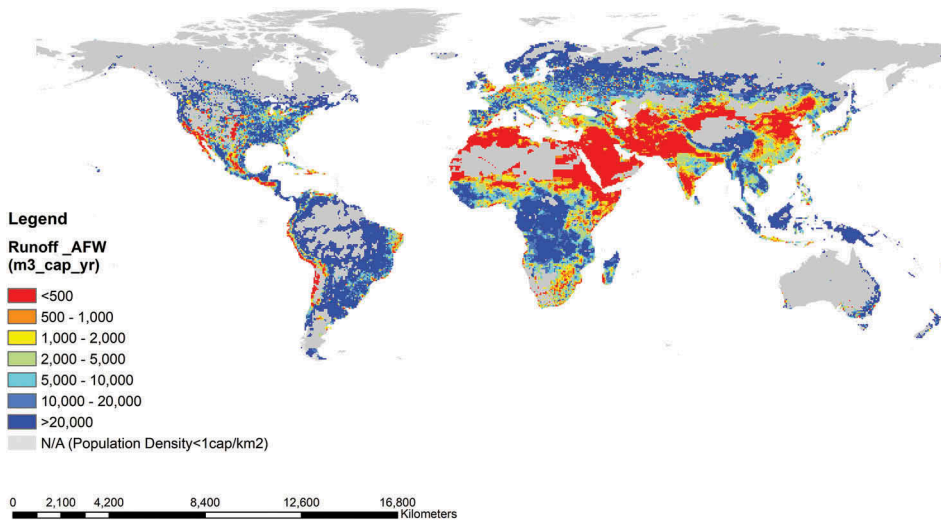 Legend
Runoff _AFW
(m3_cap_yr)
<500
500 - 1,000
1,000 - 2,000
2,000 - 5,000
5,000 - 10,000
10,000 - 20,000
>20,000
N/A (Population Density<1cap/km2)
0 2,100 4,200 8,400 12,600 16,800
Kilometers